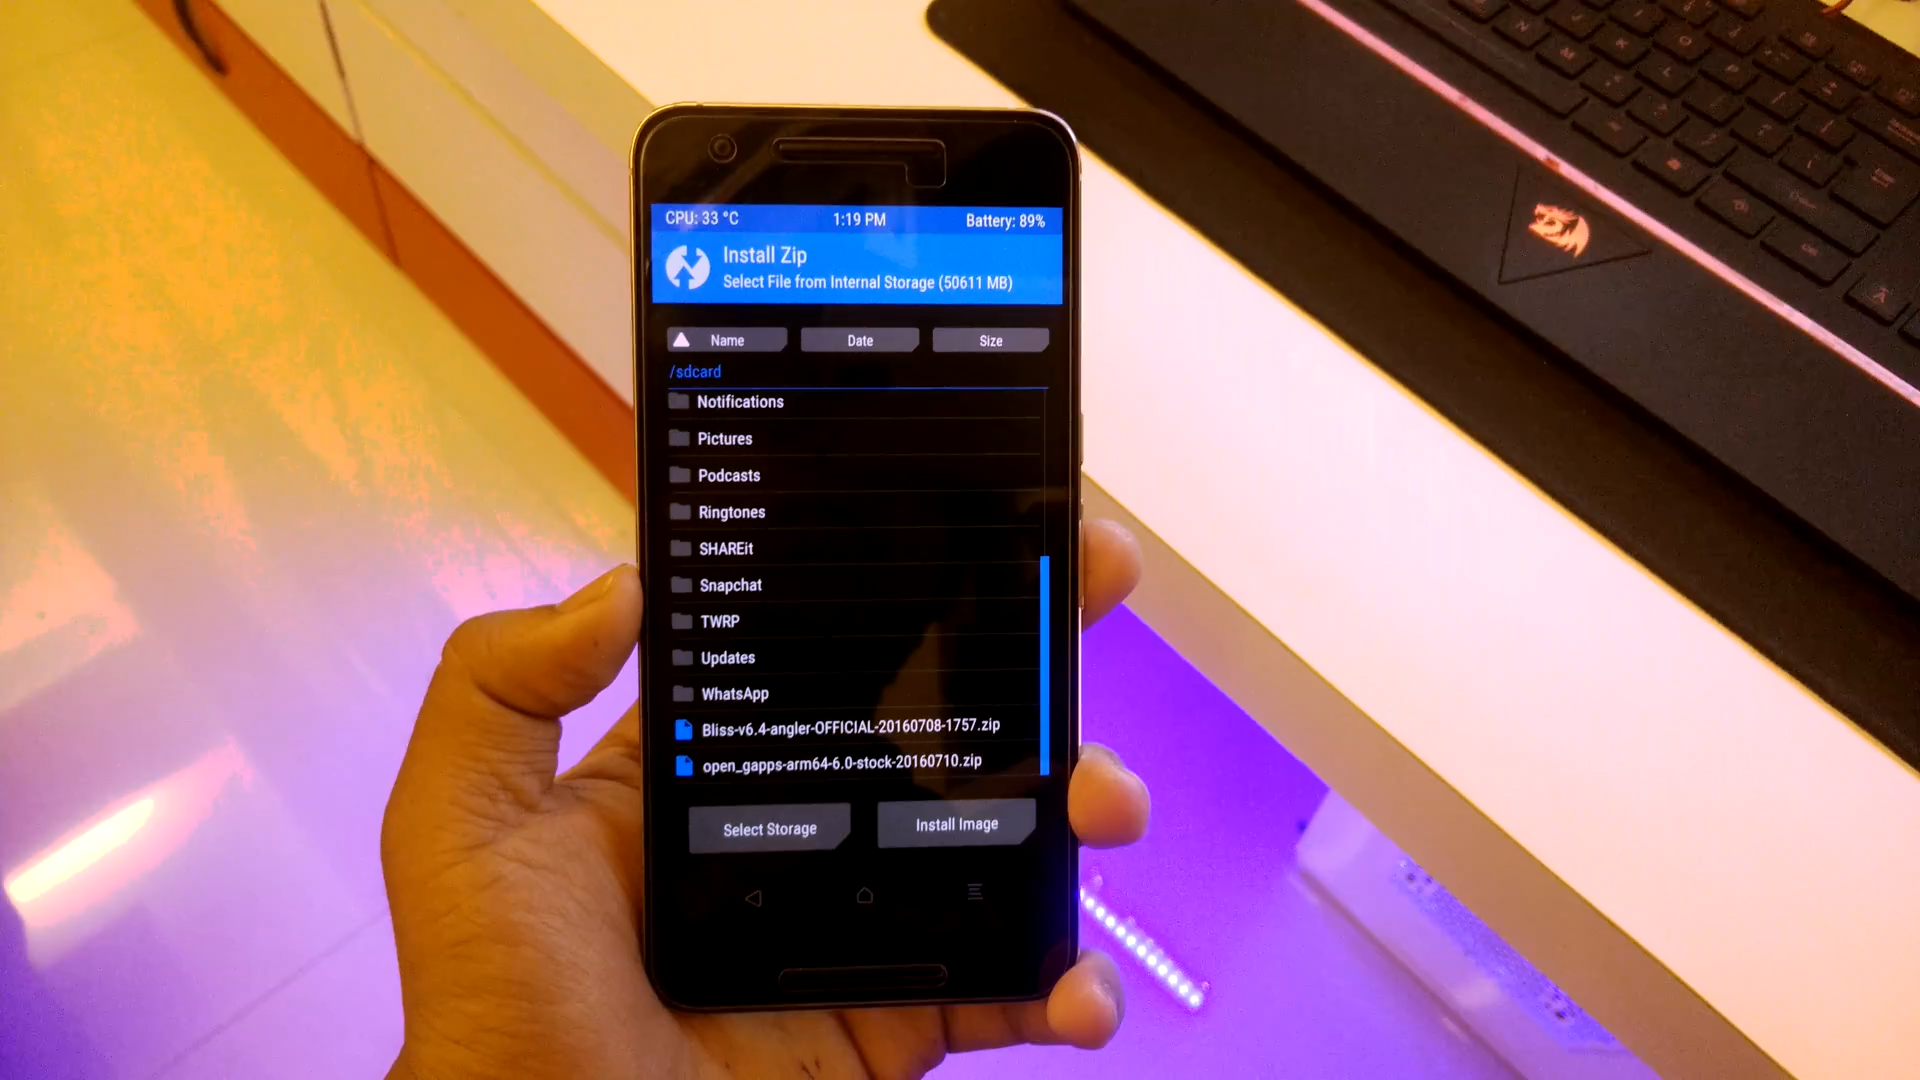 CPU: 33 °C 1:19 PM Battery: 89%
Install Zip
Select File from Internal Storage (50611 MB)
Name Date Size
/sdcard
Notifications
Pictures
Podcasts
Ringtones
SHAREit
Snapchat
TWRP
Updates
WhatsApp
Bliss-v6.4-angler-OFFICIAL-20160708-1757.zip
open_gapps-arm64-6.0-stock-20160710.zip
Select Storage Install Image